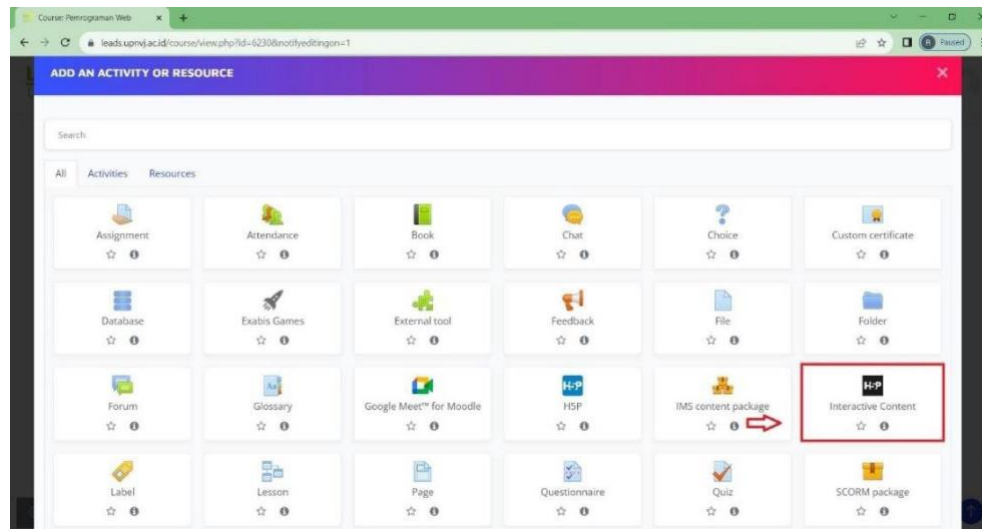 Course: Pemrograman Web
leads.upnvj.ac.id/course/view.php?id=6230&notifyeditingon=1
Paused
ADD AN ACTIVITY OR RESOURCE
Search
All Activities Resources
Assignment Attendance Book Chat Choice Custom certificate
Database Exabis Games External tool Feedback File Folder
Forum Glossary Google Meet™ for Moodle H5P IMS content package Interactive Content
Label Lesson Page Questionnaire Quiz SCORM package